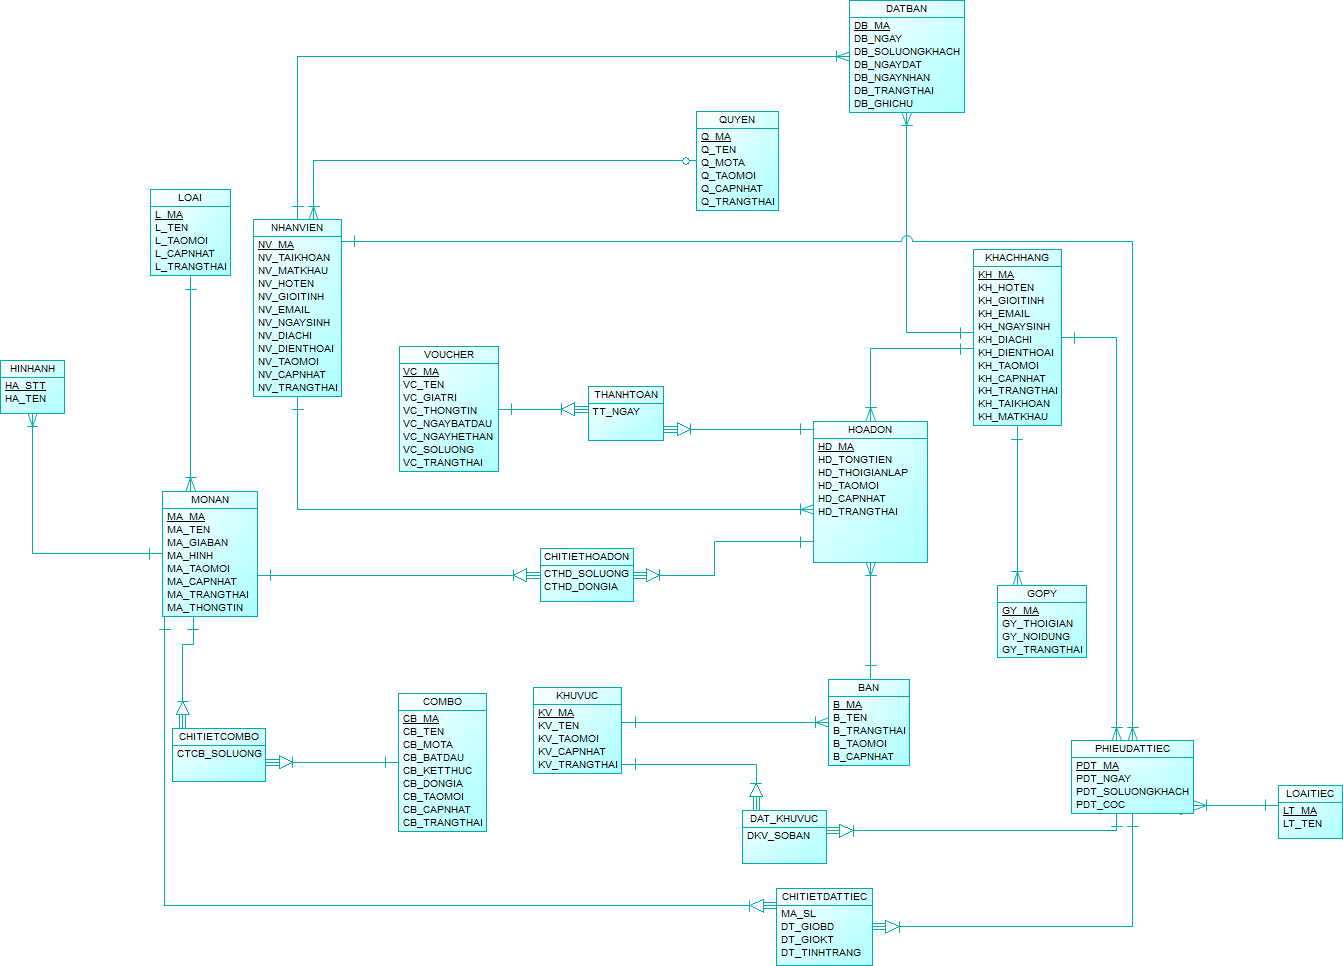 DATBAN
DB_MA
DB_NGAY
DB_SOLUONGKHACH
DB_NGAYDAT
DB_NGAYNHAN
DB_TRANGTHAI
DB_GHICHU
QUYEN
Q_MA
Q_TEN
Q_MOTA
Q_TAOMOI
Q_CAPNHAT
Q_TRANGTHAI
LOAI
L_MA
L_TEN
L_TAOMOI
L_CAPNHAT
L_TRANGTHAI
NHANVIEN
NV_MA
NV_TAIKHOAN
NV_MATKHAU
NV_HOTEN
NV_GIOITINH
NV_EMAIL
NV_NGAYSINH
NV_DIACHI
NV_DIENTHOAI
NV_TAOMOI
NV_CAPNHAT
NV_TRANGTHAI
KHACHHANG
KH_MA
KH_HOTEN
KH_GIOITINH
KH_EMAIL
KH_NGAYSINH
KH_DIACHI
KH_DIENTHOAI
KH_TAOMOI
KH_CAPNHAT
KH_TRANGTHAI
KH_TAIKHOAN
KH_MATKHAU
HINHANH
HA_STT
HA_TEN
VOUCHER
VC_MA
VC_TEN
VC_GIATRI
VC_THONGTIN
VC_NGAYBATDAU
VC_NGAYHETHAN
VC_SOLUONG
VC_TRANGTHAI
THANHTOAN
TT_NGAY
HOADON
HD_MA
HD_TONGTIEN
HD_THOIGIANLAP
HD_TAOMOI
HD_CAPNHAT
HD_TRANGTHAI
MONAN
MA_MA
MA_TEN
MA_GIABAN
MA_HINH
MA_TAOMOI
MA_CAPNHAT
MA_TRANGTHAI
MA_THONGTIN
CHITIETHOADON
CTHD_SOLUONG
CTHD_DONGIA
GOPY
GY_MA
GY_THOIGIAN
GY_NOIDUNG
GY_TRANGTHAI
CHITIETCOMBO
CTCB_SOLUONG
COMBO
CB_MA
CB_TEN
CB_MOTA
CB_BATDAU
CB_KETTHUC
CB_DONGIA
CB_TAOMOI
CB_CAPNHAT
CB_TRANGTHAI
KHUVUC
KV_MA
KV_TEN
KV_TAOMOI
KV_CAPNHAT
KV_TRANGTHAI
BAN
B_MA
B_TEN
B_TRANGTHAI
B_TAOMOI
B_CAPNHAT
PHIEUDATTIEC
PDT_MA
PDT_NGAY
PDT_SOLUONGKHACH
PDT_COC
LOAITIEC
LT_MA
LT_TEN
DAT_KHUVUC
DKV_SOBAN
CHITIETDATTIEC
MA_SL
DT_GIOBD
DT_GIOKT
DT_TINHTRANG